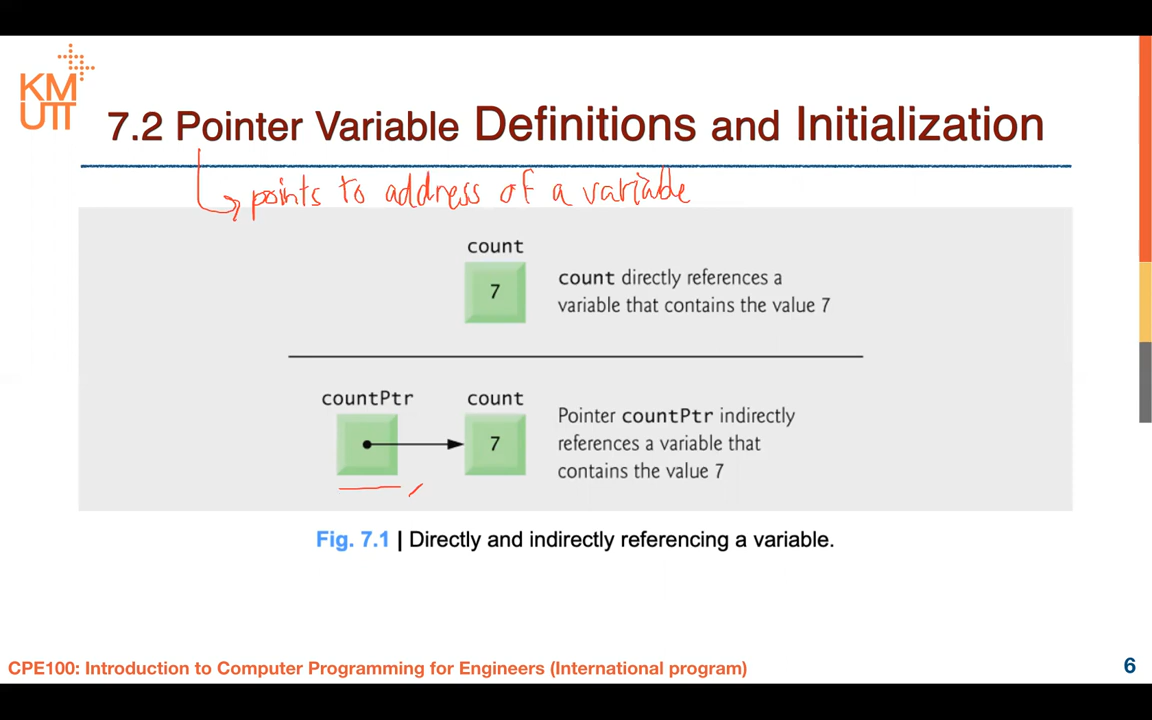 KM
UTT
7.2 Pointer Variable Definitions and Initialization
points to address of a variable
count
7
count directly references a
variable that contains the value 7
countPtr
count
7
Pointer countPtr indirectly
references a variable that
contains the value 7
Fig. 7.1 | Directly and indirectly referencing a variable.
CPE100: Introduction to Computer Programming for Engineers (International program)
6